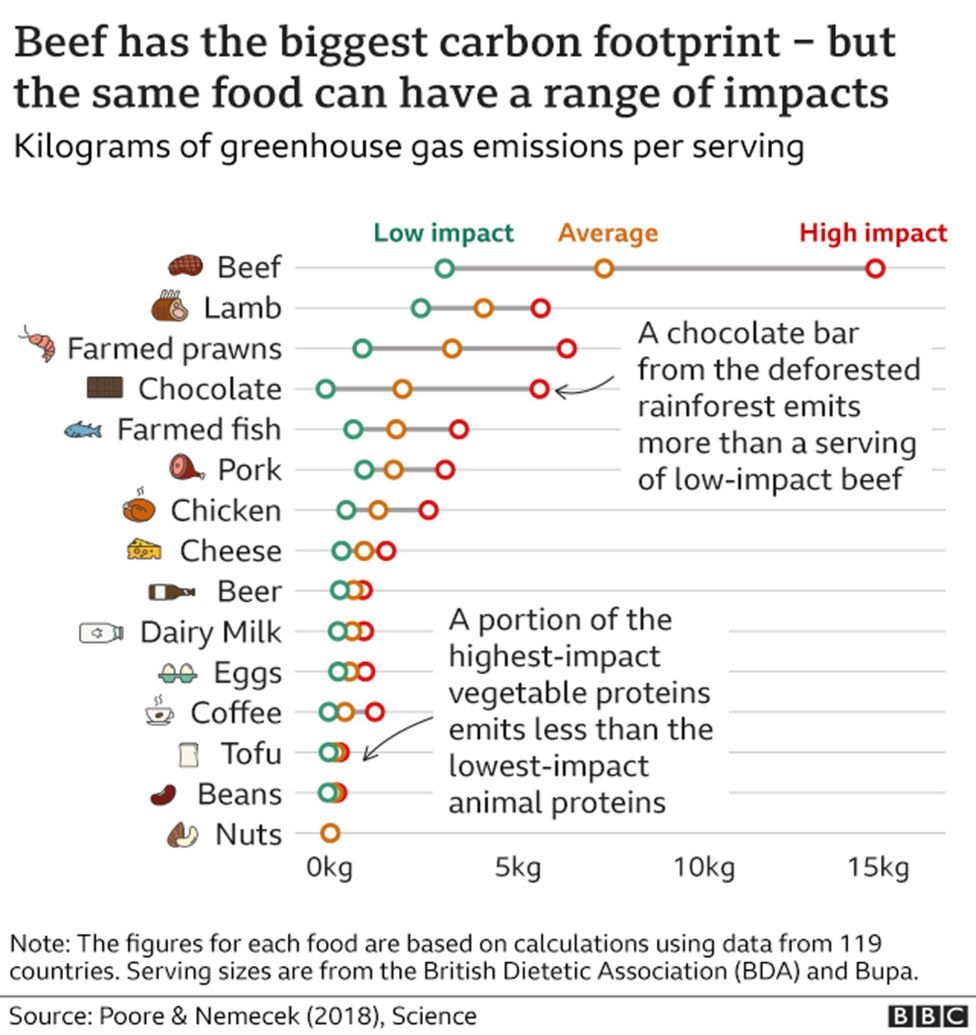 Beef has the biggest carbon footprint – but
the same food can have a range of impacts
Kilograms of greenhouse gas emissions per serving
Low impact Average High impact
Beef
Lamb
Farmed prawns
Chocolate
Farmed fish
Pork
Chicken
Cheese
Beer
Dairy Milk
Eggs
Coffee
Tofu
Beans
Nuts
A chocolate bar
from the deforested
rainforest emits
more than a serving
of low-impact beef
A portion of the
highest-impact
vegetable proteins
emits less than the
lowest-impact
animal proteins
0kg 5kg 10kg 15kg
Note: The figures for each food are based on calculations using data from 119
countries. Serving sizes are from the British Dietetic Association (BDA) and Bupa.
Source: Poore & Nemecek (2018), Science
BBC